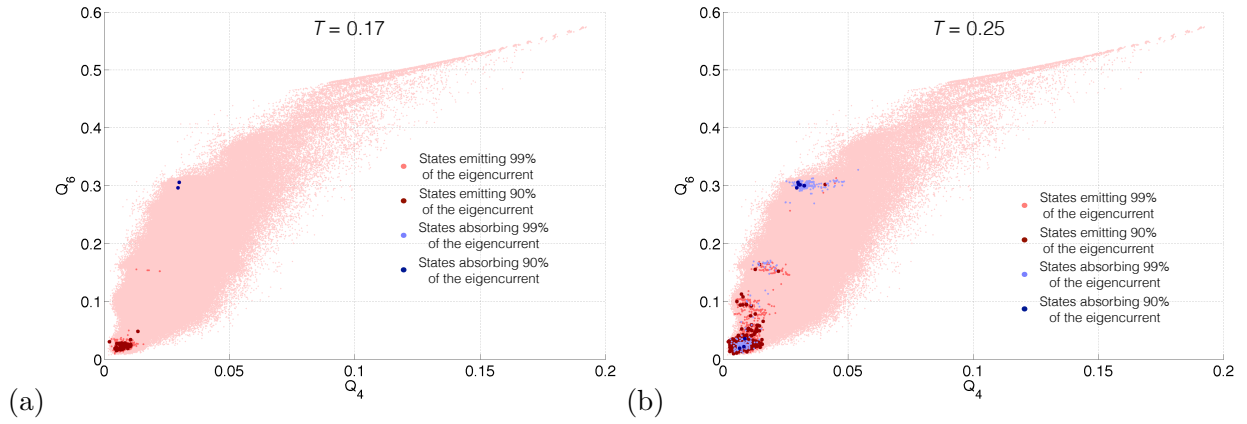 T = 0.17
0.6
0.5
0.4
0.3
0.2
0.1
0
Q6
0
0.05
0.1
0.15
0.2
Q4
States emitting 99%
of the eigencurrent
States emitting 90%
of the eigencurrent
States absorbing 99%
of the eigencurrent
States absorbing 90%
of the eigencurrent
(a)
T = 0.25
0.6
0.5
0.4
0.3
0.2
0.1
0
Q6
0
0.05
0.1
0.15
0.2
Q4
States emitting 99%
of the eigencurrent
States emitting 90%
of the eigencurrent
States absorbing 99%
of the eigencurrent
States absorbing 90%
of the eigencurrent
(b)